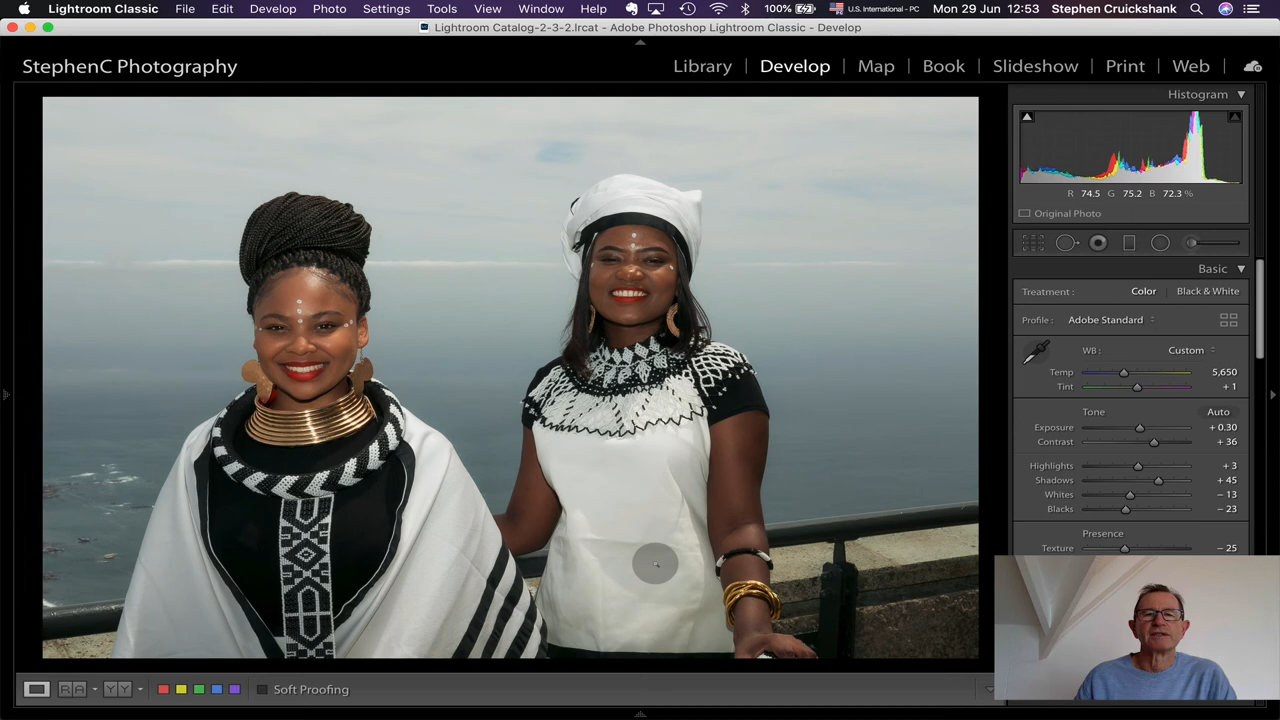 Lightroom Classic File Edit Develop Photo Settings Tools View Window Help 100% U.S. International - PC Mon 29 Jun 12:53 Stephen Cruickshank
Lightroom Catalog-2-3-2.lrcat - Adobe Photoshop Lightroom Classic - Develop
StephenC Photography Library | Develop | Map | Book | Slideshow | Print | Web
Histogram
R 74.5 G 75.2 B 72.3 %
Original Photo
Basic
Treatment : Color | Black & White
Profile : Adobe Standard
WB : Custom
Temp 5,650
Tint + 1
Tone Auto
Exposure + 0.30
Contrast + 36
Highlights + 3
Shadows + 45
Whites − 13
Blacks − 23
Presence
Texture − 25
RA YY Soft Proofing